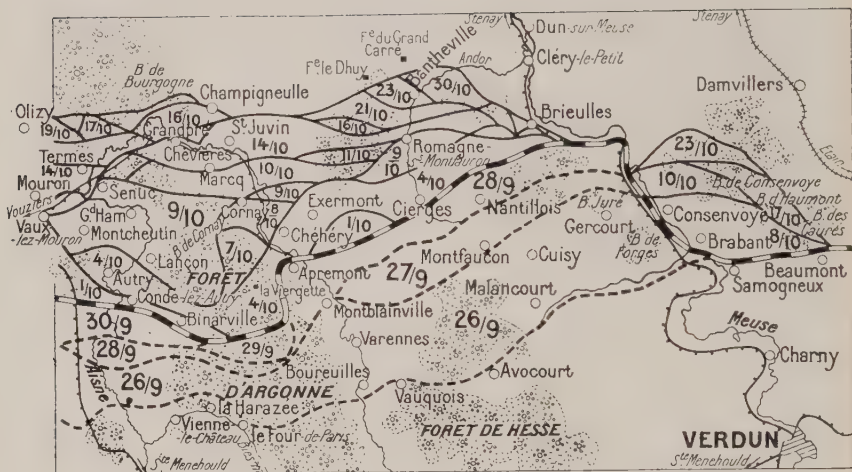 Stenay
Stenay
Dun-sur-Meuse
Fe du Grand
Carré
Fe le Dhuy
Bantheville
Andon
Cléry-le-Petit
B. de
Bourgogne
Champigneulle
23/10
30/10
Damvillers
Olizy
19/10
17/10
16/10
Grandpré
St Juvin
14/10
21/10
16/10
Brieulles
Termes
14/10
Chevières
Marcq
10/10
11/10
9/10
Romagne
s/s Montfaucon
23/10
Mouron
Vouziers
Senuc
9/10
4/10
28/9
10/10
B. de Consenvoye
Vaux
-lez-Mouron
Gd Ham
9/10
Cornay
8/10
Exermont
Cierges
Nantillois
B. Juré
Consenvoye
B. d'Haumont
17/10
B. des
Montcheutin
B. de Cornay
Chéhéry
1/10
Gercourt
Brabant
8/10
4/10
Lançon
7/10
Montfaucon
Cuisy
B. de
Forges
Beaumont
Autry
FORÊT
Apremont
27/9
Samogneux
1/10
Condé-lez-Autry
la Viergette
4/10
Malancourt
30/9
Binarville
Montblainville
Meuse
28/9
29/9
Varennes
26/9
Charny
Aisne
26/9
Boureuilles
Avocourt
D'ARGONNE
la Harazée
Vauquois
Vienne
-le-Château
le Four-de-Paris
FORET DE HESSE
VERDUN
Ste Menehould
Ste Menehould